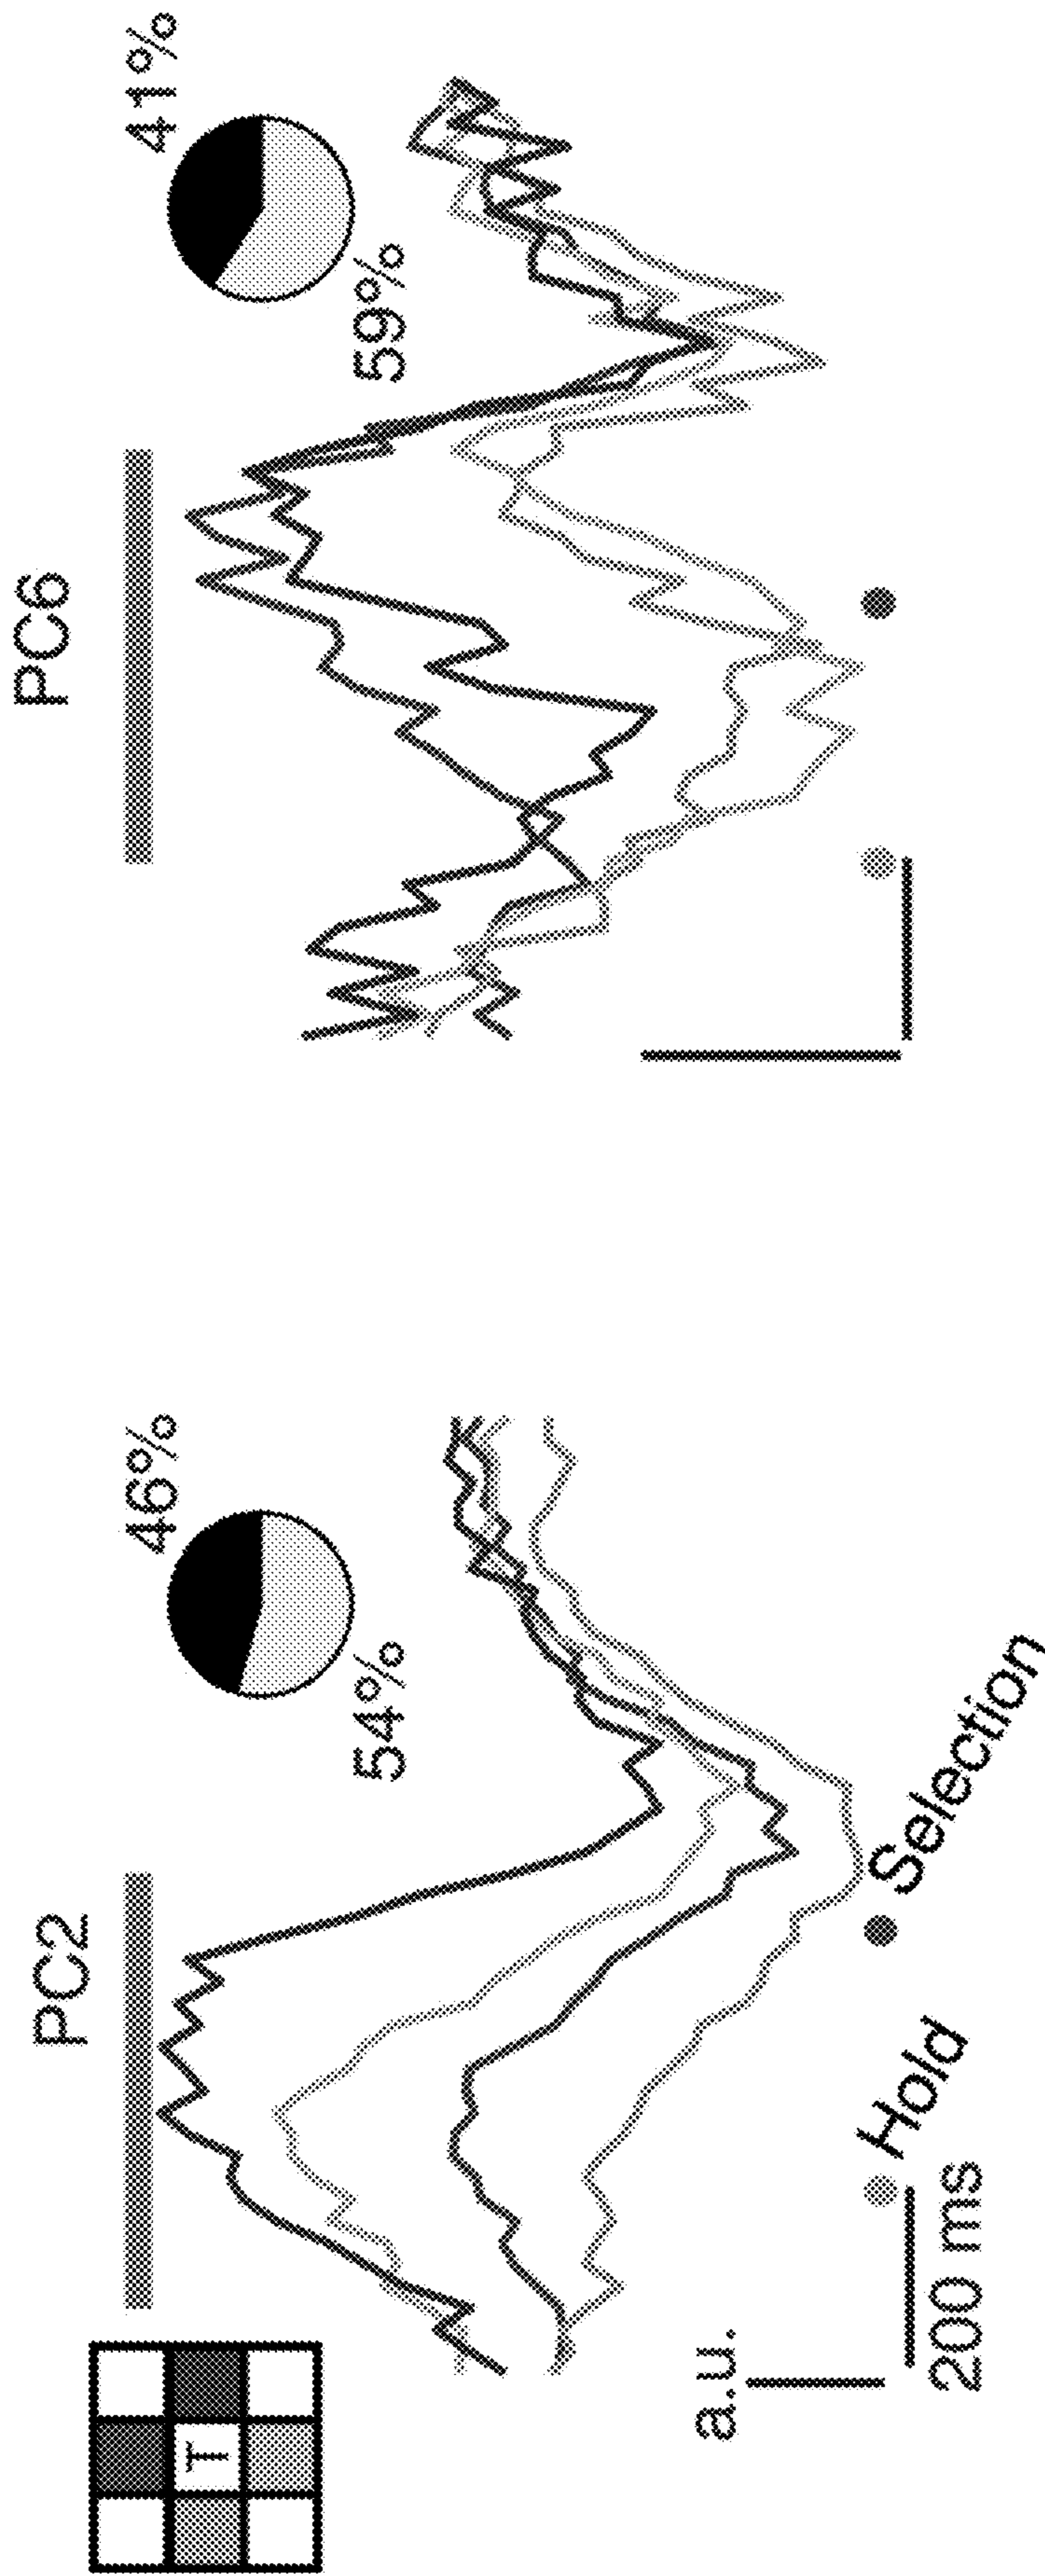 PC2
46%
54%
T
a.u.
200 ms
Hold
Selection
PC6
41%
59%